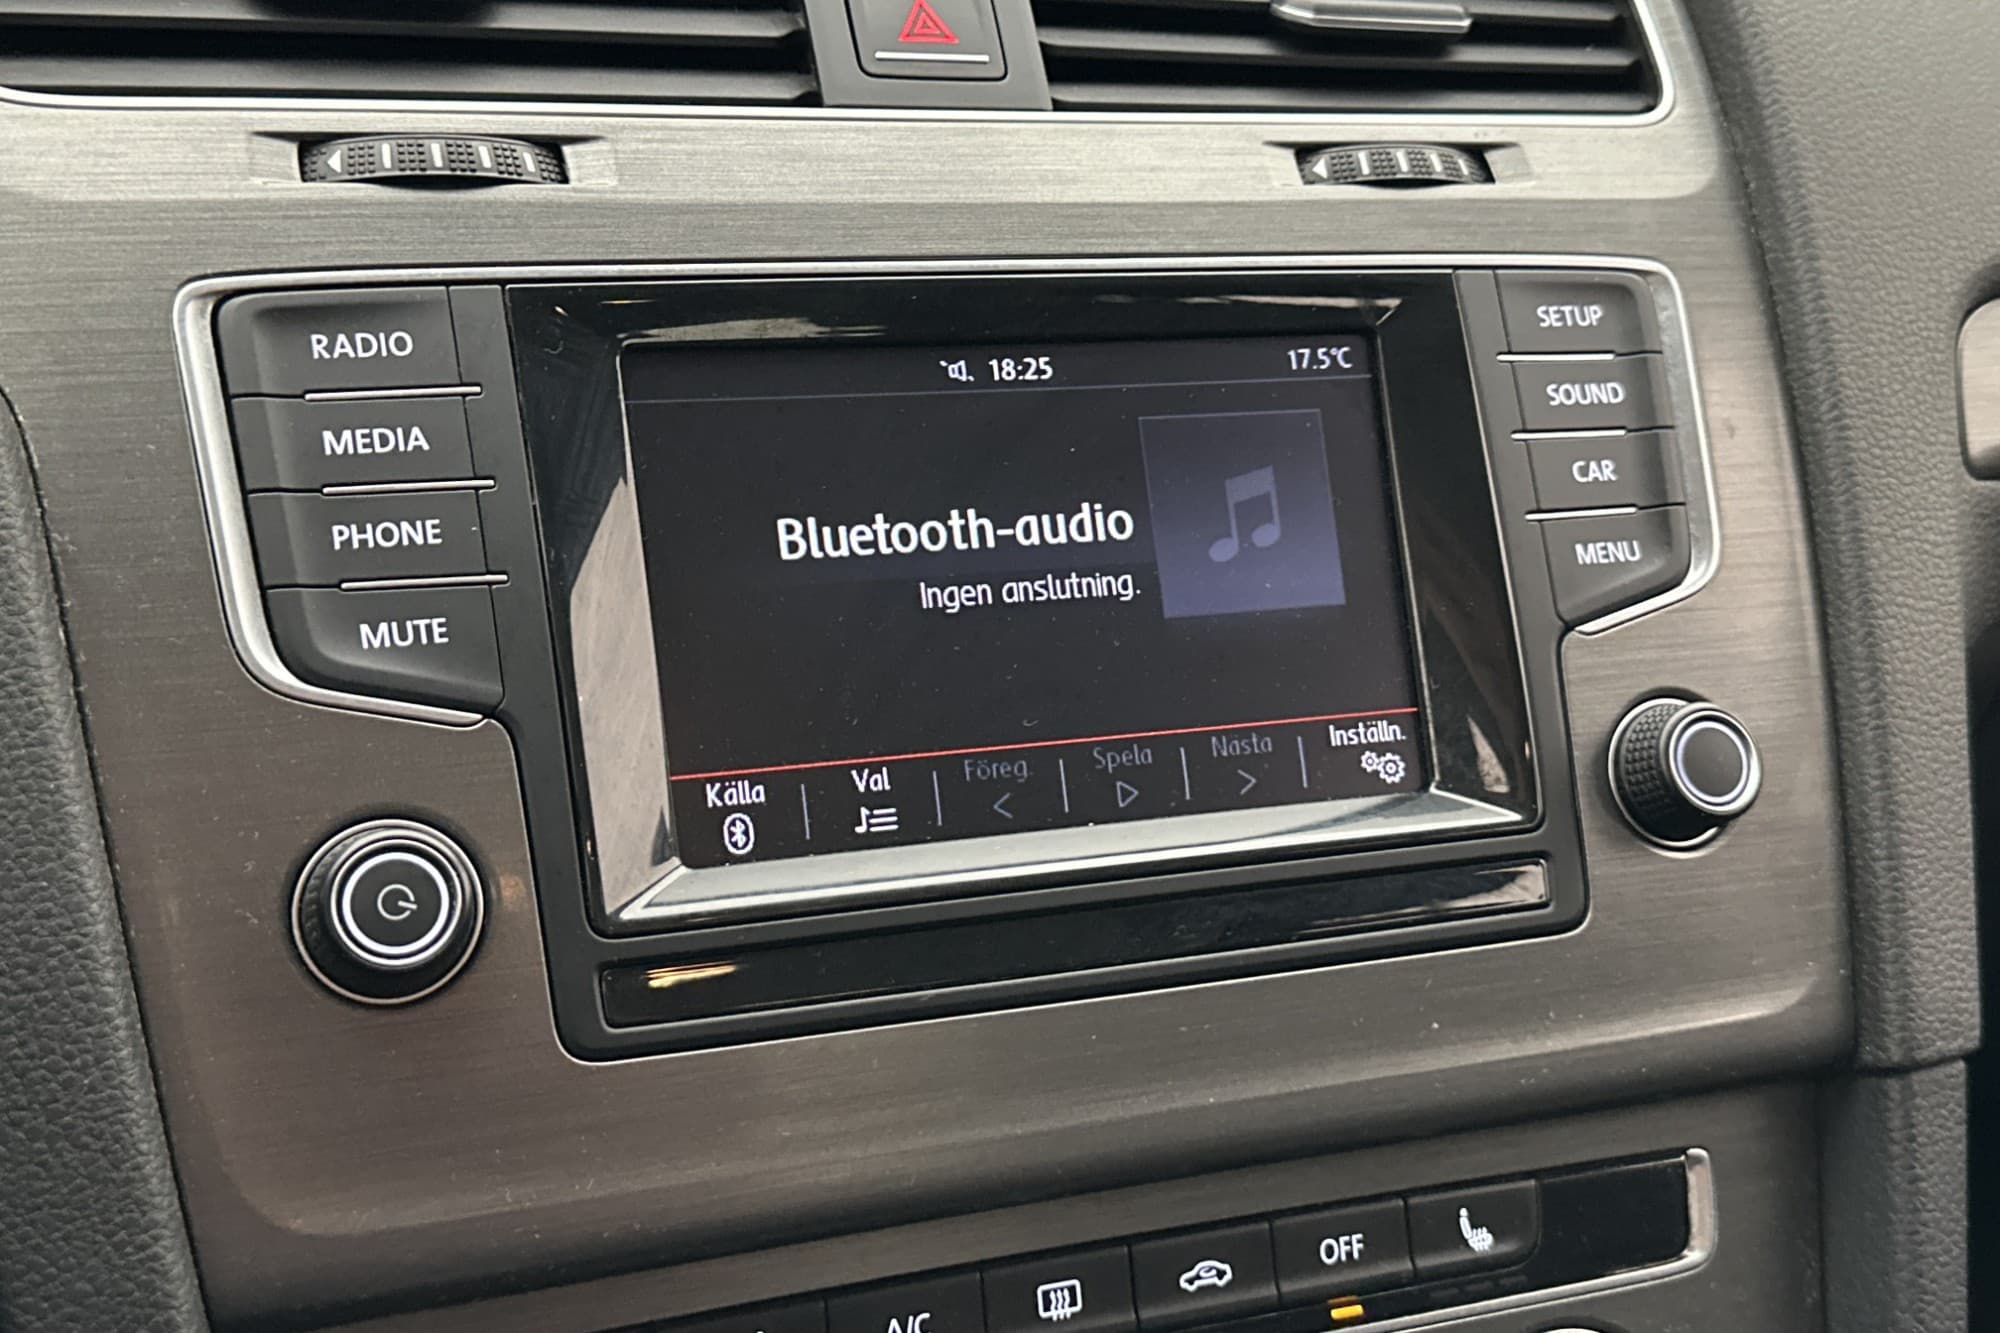 RADIO
MEDIA
PHONE
MUTE
18:25
17.5°C
Bluetooth-audio
Ingen anslutning.
Källa
Val
Föreg.
Spela
Nästa
Inställn.
SETUP
SOUND
CAR
MENU
A/C
OFF